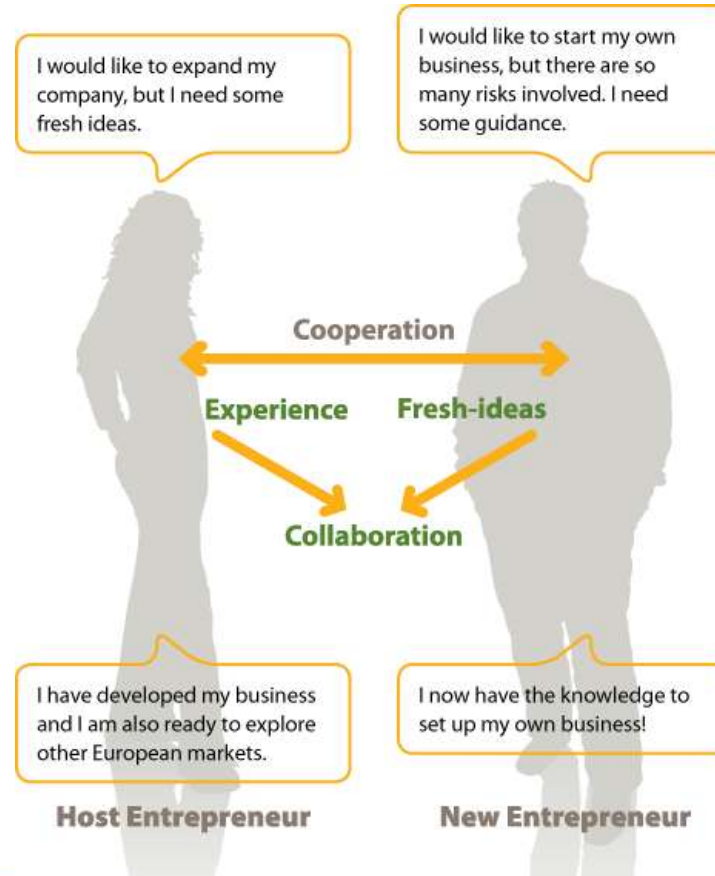 I would like to expand my
company, but I need some
fresh ideas.
I would like to start my own
business, but there are so
many risks involved. I need
some guidance.
Cooperation
Experience
Fresh-ideas
Collaboration
I have developed my business
and I am also ready to explore
other European markets.
I now have the knowledge to
set up my own business!
Host Entrepreneur
New Entrepreneur